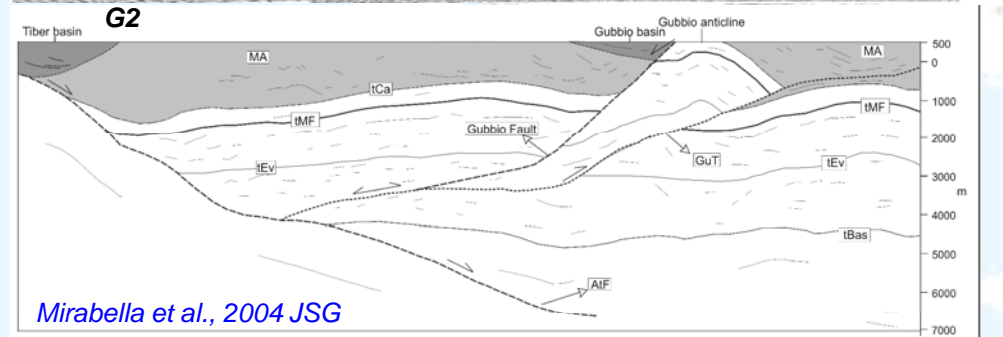 G2
Tiber basin
Gubbio basin
Gubbio anticline
MA
MA
500
0
tCa
1000
tMF
tMF
Gubbio Fault
2000
GuT
tEv
tEv
3000
m
4000
tBas
5000
AtF
6000
Mirabella et al., 2004 JSG
7000